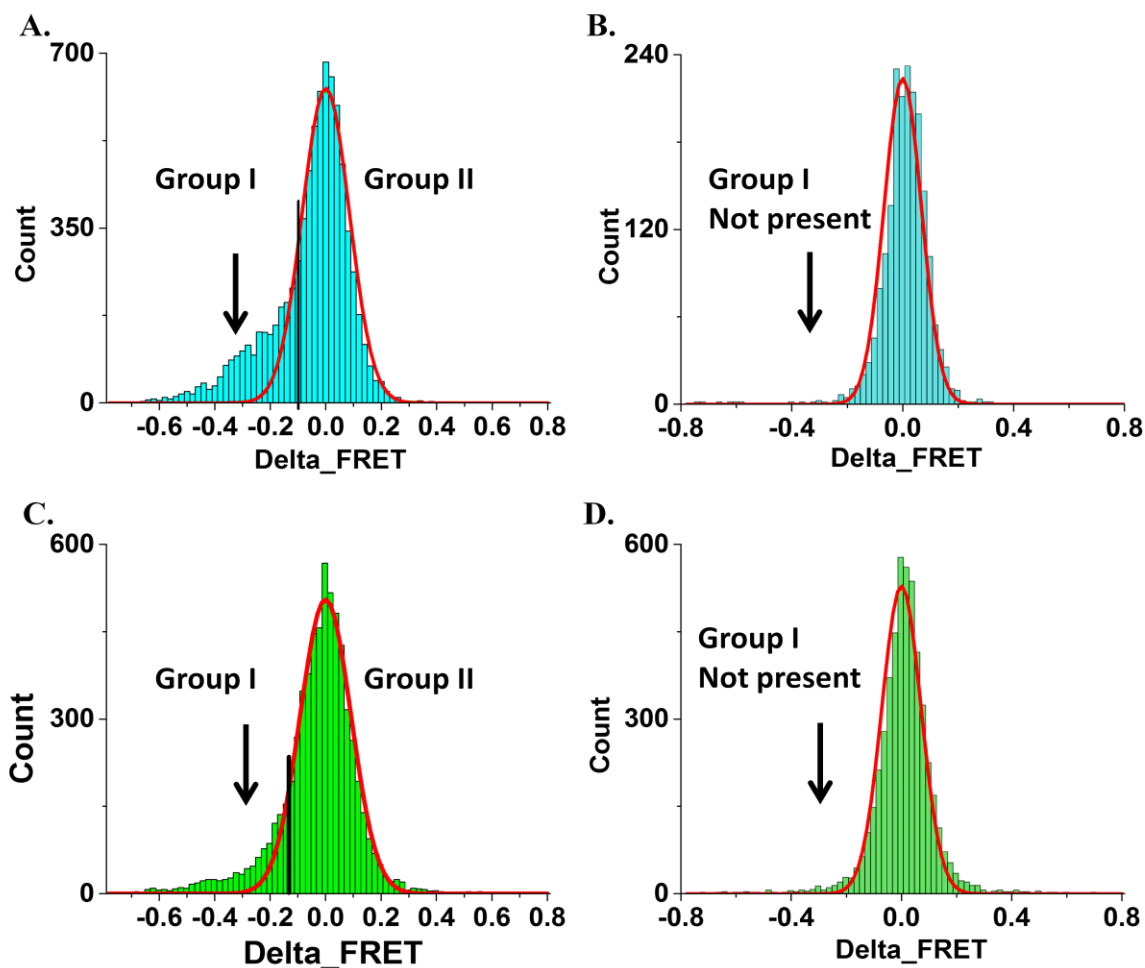 A.
700
350
0
Count
Group I
Group II
-0.6 -0.4 -0.2 0.0 0.2 0.4 0.6 0.8
Delta_FRET
B.
240
120
0
Count
Group I
Not present
-0.8 -0.4 0.0 0.4 0.8
Delta_FRET
C.
600
300
0
Count
Group I
Group II
-0.6 -0.4 -0.2 0.0 0.2 0.4 0.6 0.8
Delta_FRET
D.
600
300
0
Count
Group I
Not present
-0.8 -0.4 0.0 0.4 0.8
Delta_FRET